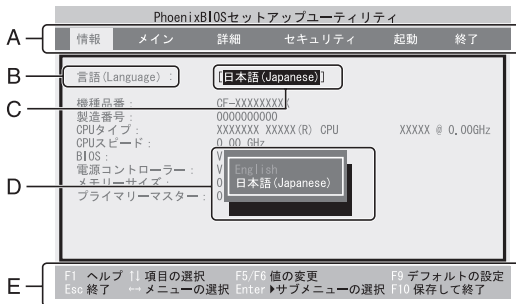 PhoenixBIOSセットアップユーティリティ
A
情報 メイン 詳細 セキュリティ 起動 終了
B
言語(Language) : [日本語(Japanese)]
C
機種品番 : CF-XXXXXXXX
製造番号 : 0000000000
CPUタイプ : XXXXXXX XXXXX(R) CPU XXXXX @ 0.00GHz
CPUスピード : 0.00 GHz
BIOS : V
電源コントローラー : V
English
D
メモリーサイズ : 0
日本語(Japanese)
プライマリーマスター : 0
E
F1 ヘルプ ↑↓ 項目の選択 F5/F6 値の変更 F9 デフォルトの設定
Esc 終了 ←→ メニューの選択 Enter ▶サブメニューの選択 F10 保存して終了